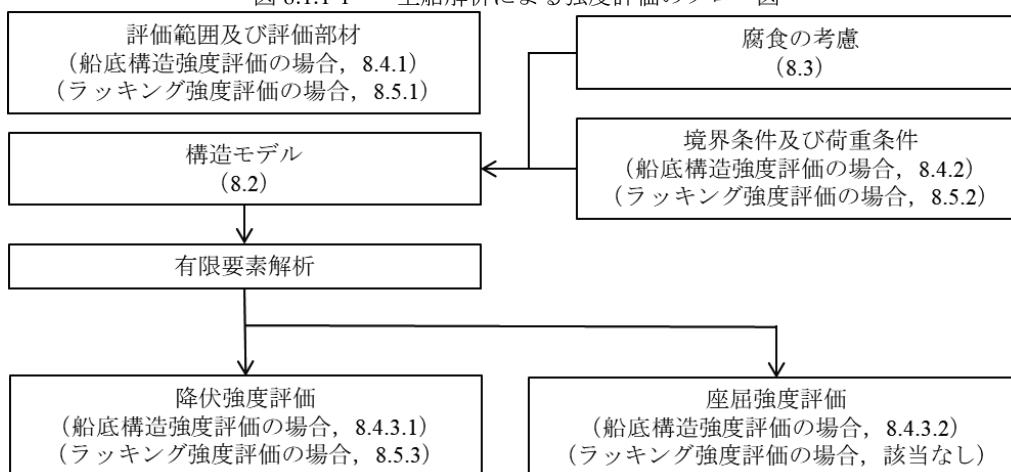 図 8.1.1-1 全船解析による強度評価のフロー図
評価範囲及び評価部材
(船底構造強度評価の場合, 8.4.1)
(ラッキング強度評価の場合, 8.5.1)
腐食の考慮
(8.3)
構造モデル
(8.2)
境界条件及び荷重条件
(船底構造強度評価の場合, 8.4.2)
(ラッキング強度評価の場合, 8.5.2)
有限要素解析
降伏強度評価
(船底構造強度評価の場合, 8.4.3.1)
(ラッキング強度評価の場合, 8.5.3)
座屈強度評価
(船底構造強度評価の場合, 8.4.3.2)
(ラッキング強度評価の場合, 該当なし)